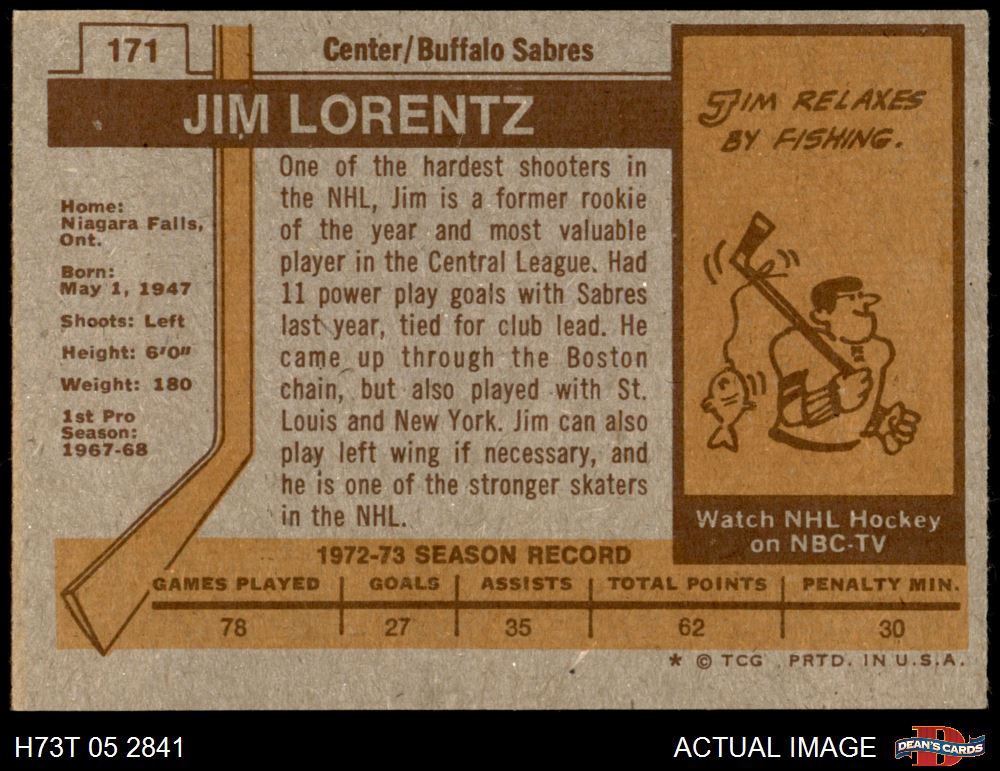 171
Center/Buffalo Sabres
JIM LORENTZ
Home:
Niagara Falls,
Ont.
Born:
May 1, 1947
Shoots: Left
Height: 6'0"
Weight: 180
1st Pro
Season:
1967-68
One of the hardest shooters in
the NHL, Jim is a former rookie
of the year and most valuable
player in the Central League. Had
11 power play goals with Sabres
last year, tied for club lead. He
came up through the Boston
chain, but also played with St.
Louis and New York. Jim can also
play left wing if necessary, and
he is one of the stronger skaters
in the NHL.
JIM RELAXES
BY FISHING.
Watch NHL Hockey
on NBC-TV
1972-73 SEASON RECORD
GAMES PLAYED GOALS ASSISTS TOTAL POINTS PENALTY MIN.
78 27 35 62 30
* © TCG PRTD. IN U.S.A.
H73T 05 2841
ACTUAL IMAGE
D
DEAN'S CARDS